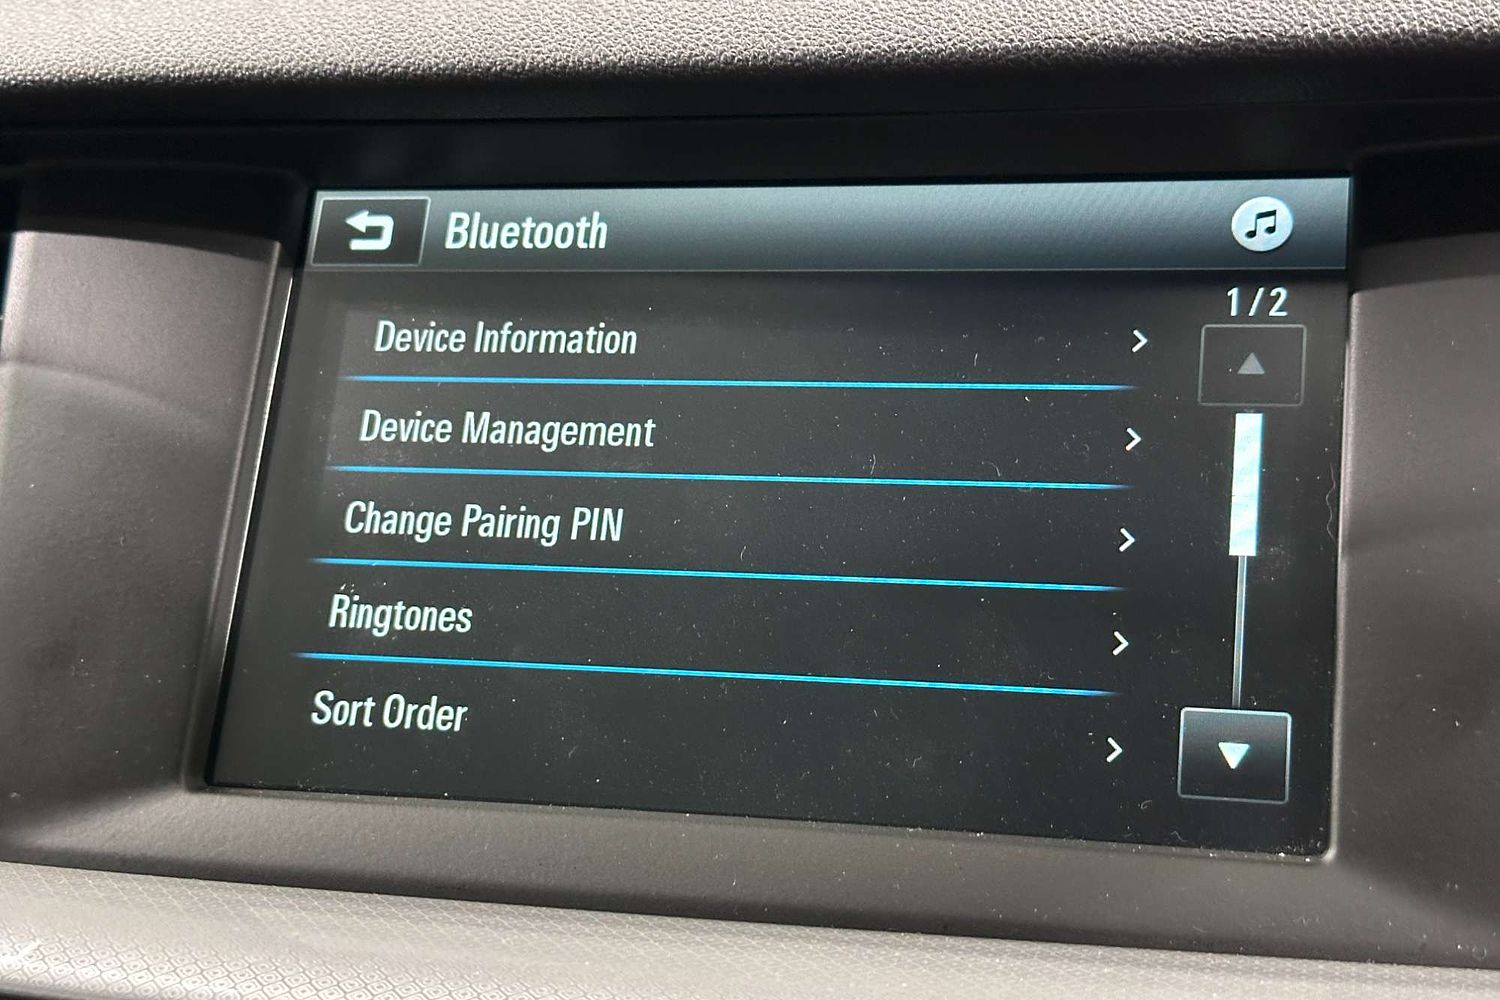 Bluetooth
1/2
Device Information
Device Management
Change Pairing PIN
Ringtones
Sort Order